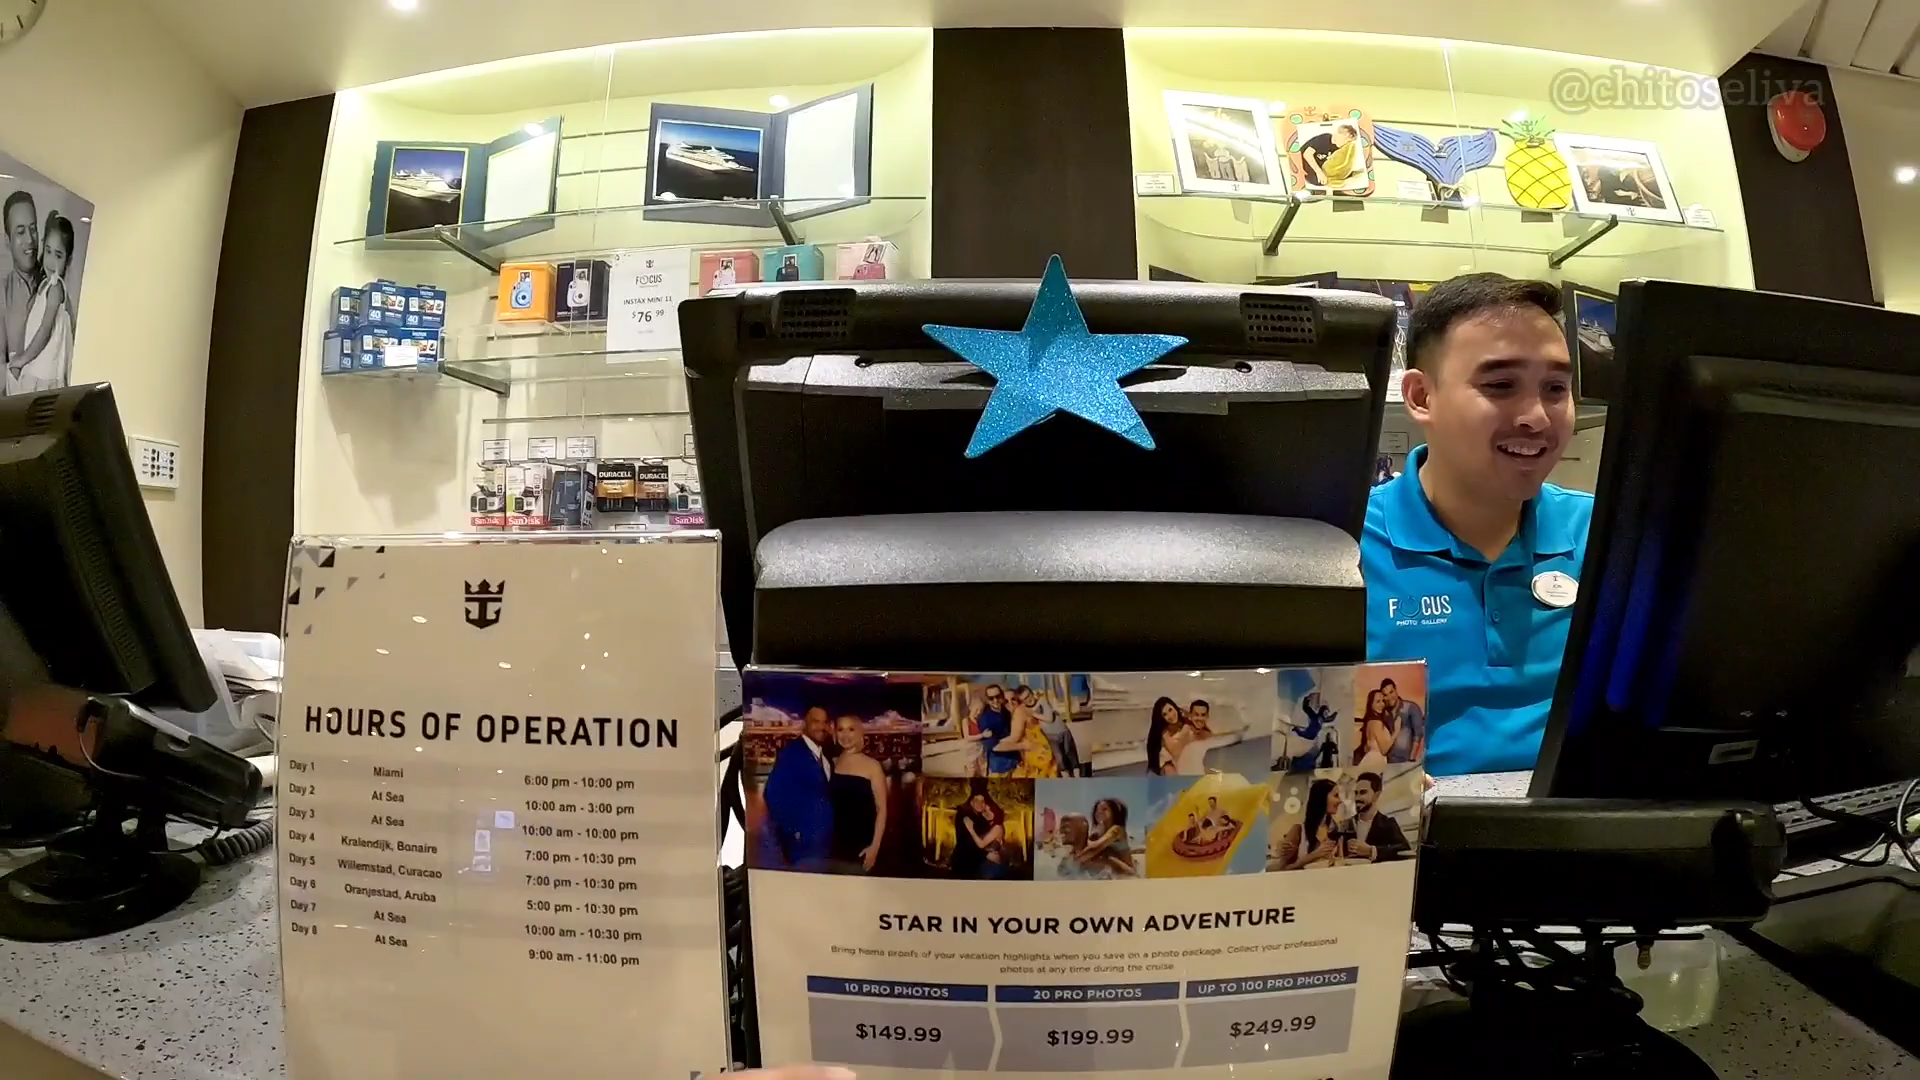 @chitoseliva
FOCUS
INSTAX MINI 11
$76.99
40
40
40
40
DURACELL
DURACELL
SanDisk
SanDisk
SanDisk
FOCUS
PHOTO GALLERY
HOURS OF OPERATION
Day 1 Miami 6:00 pm - 10:00 pm
Day 2 At Sea 10:00 am - 3:00 pm
Day 3 At Sea 10:00 am - 10:00 pm
Day 4 Kralendijk, Bonaire 7:00 pm - 10:30 pm
Day 5 Willemstad, Curacao 7:00 pm - 10:30 pm
Day 6 Oranjestad, Aruba 5:00 pm - 10:30 pm
Day 7 At Sea 10:00 am - 10:30 pm
Day 8 At Sea 9:00 am - 11:00 pm
STAR IN YOUR OWN ADVENTURE
Bring home proofs of your vacation highlights when you save on a photo package. Collect your professional
photos at any time during the cruise
10 PRO PHOTOS 20 PRO PHOTOS UP TO 100 PRO PHOTOS
$149.99 $199.99 $249.99